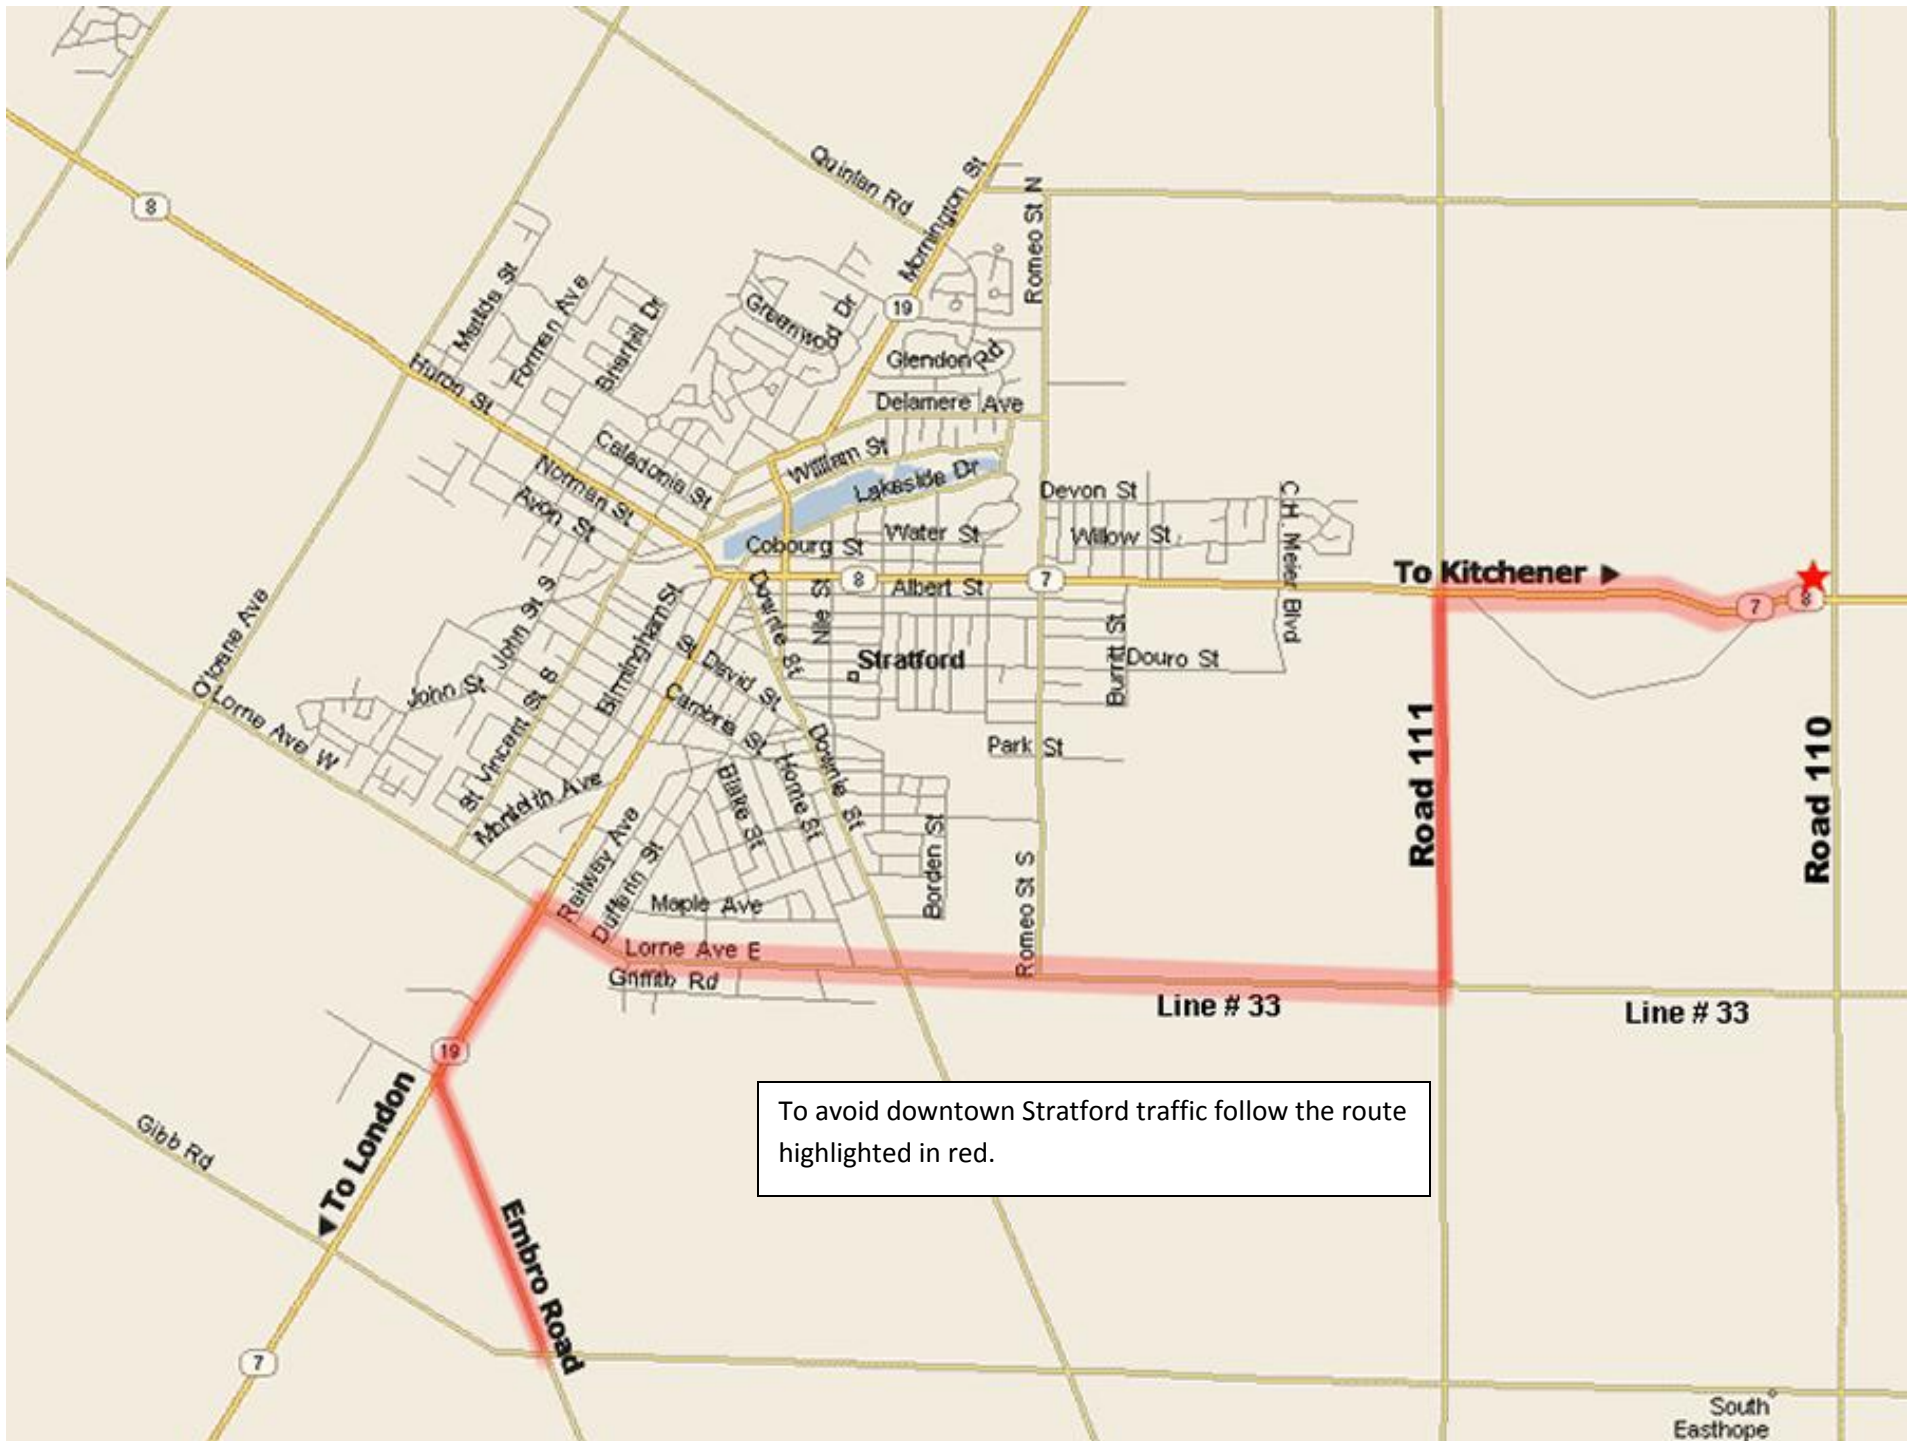 Quinlan Rd
Mornington St
Romeo St N
8
Matilda St
Forman Ave
Briarhill Dr
Greenwood Dr
19
Glendon Rd
Huron St
Delamere Ave
Caledonia St
William St
Norman St
Lakeside Dr
Avon St
Devon St
C.H. Meier Blvd
Water St
Willow St
Cobourg St
8
Albert St
7
To Kitchener ►
7
8
O'loane Ave
John St S
Birmingham St
Downie St
Nile St
Burritt St
St David St
Stratford
Douro St
John St S
Cambria St
Lorne Ave W
St Vincent St S
Park St
Road 111
Road 110
Monteith Ave
Blake St
Home St
Downie St
Railway Ave
Dufferin St
Borden St
Romeo St S
Maple Ave
Lorne Ave E
Griffith Rd
Line # 33
Line # 33
19
To avoid downtown Stratford traffic follow the route
highlighted in red.
Gibb Rd
◄To London
Embro Road
7
South
Easthope